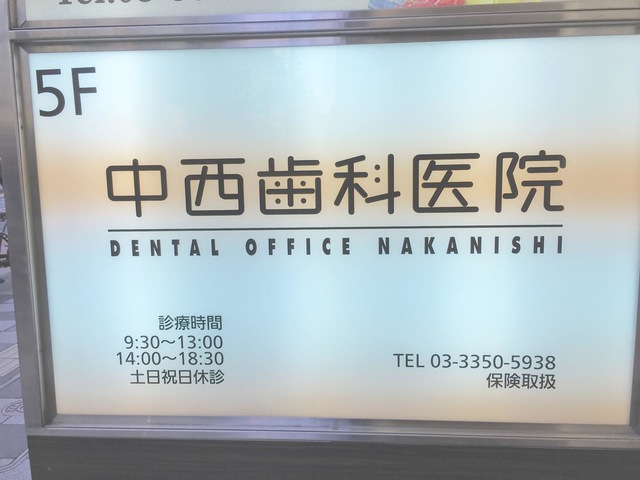 5F
中西歯科医院
DENTAL OFFICE NAKANISHI
診療時間
9:30～13:00
14:00～18:30
土日祝日休診
TEL 03-3350-5938
保険取扱